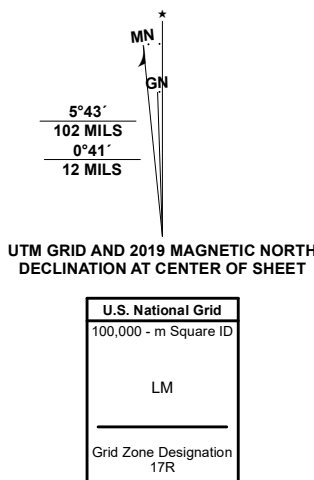 ★
MN
GN
5°43´
102 MILS
0°41´
12 MILS
UTM GRID AND 2019 MAGNETIC NORTH
DECLINATION AT CENTER OF SHEET
U.S. National Grid
100,000 - m Square ID
LM
Grid Zone Designation
17R